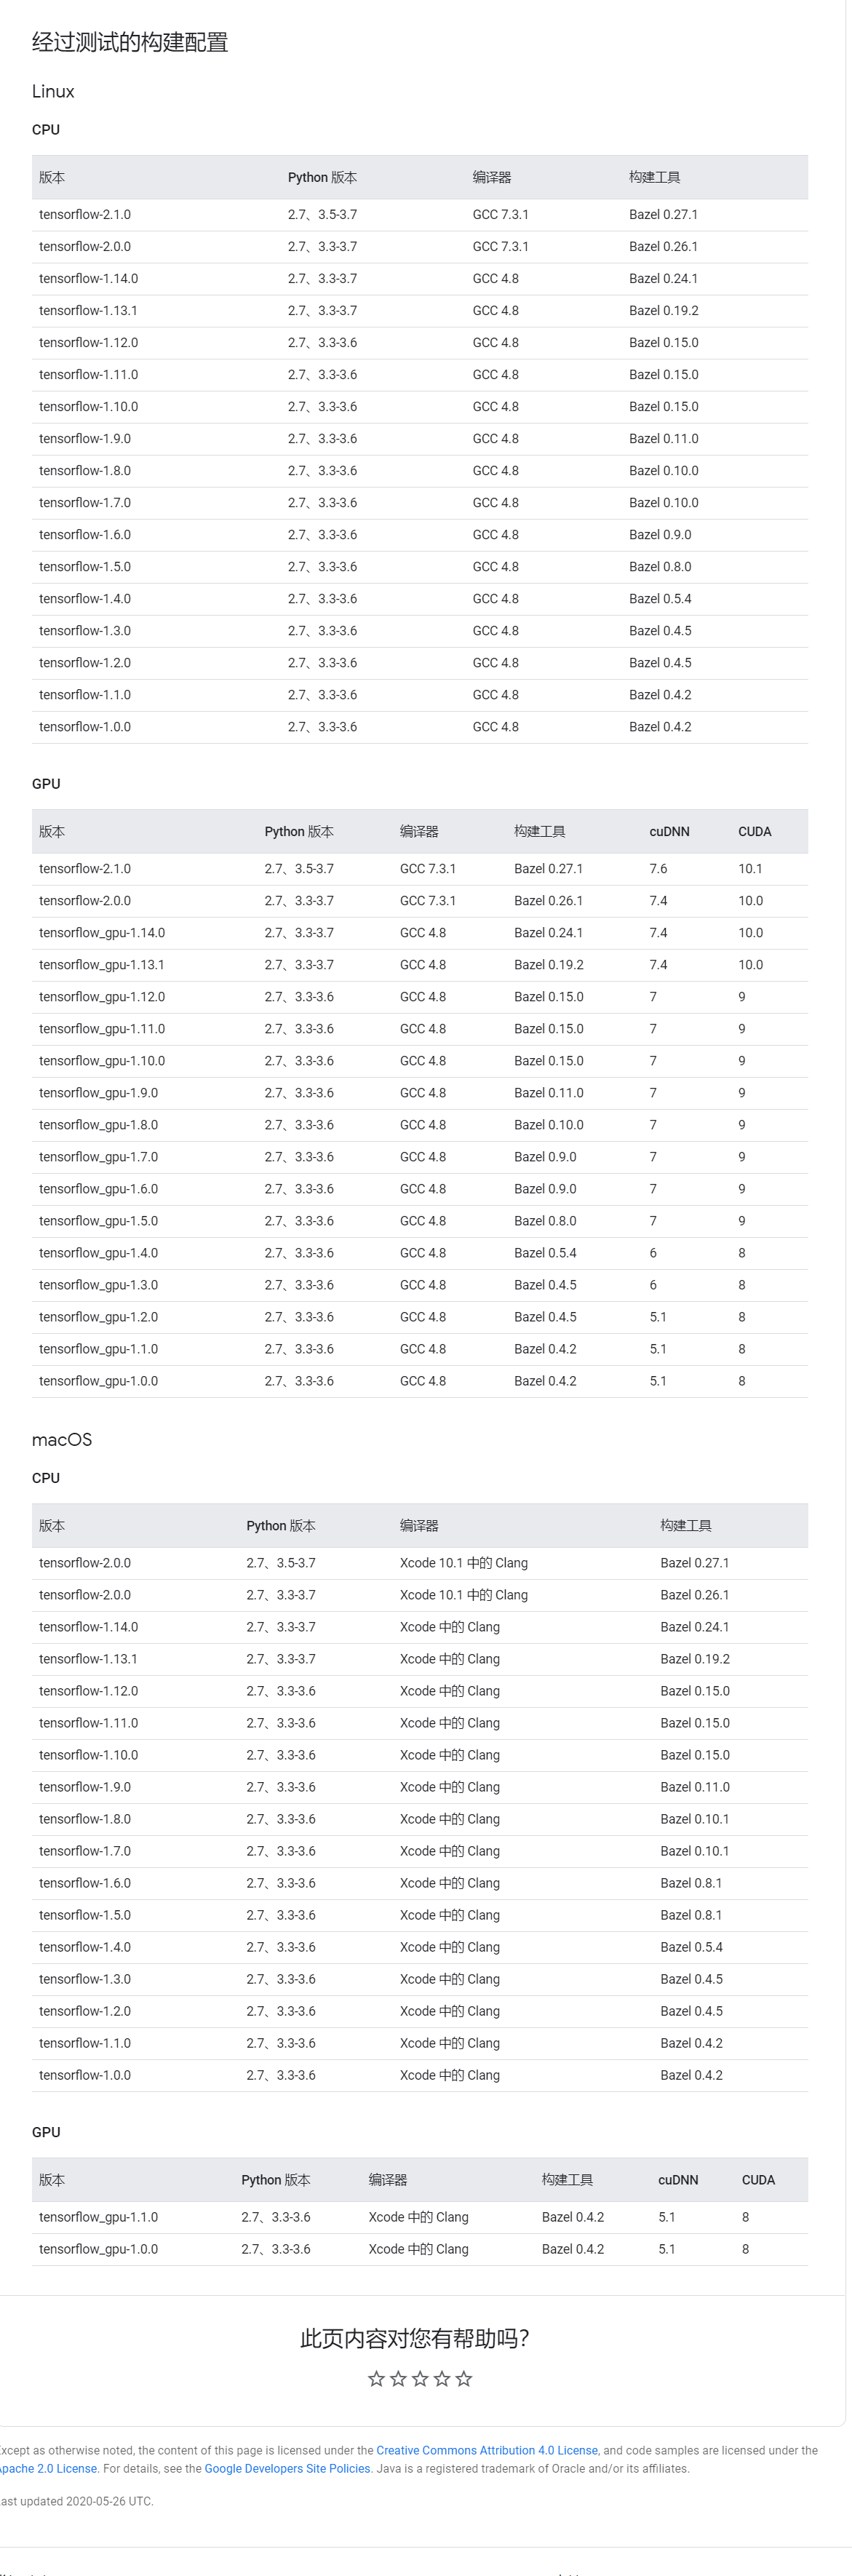 经过测试的构建配置
Linux
CPU
版本 Python 版本 编译器 构建工具
tensorflow-2.1.0 2.7、3.5-3.7 GCC 7.3.1 Bazel 0.27.1
tensorflow-2.0.0 2.7、3.3-3.7 GCC 7.3.1 Bazel 0.26.1
tensorflow-1.14.0 2.7、3.3-3.7 GCC 4.8 Bazel 0.24.1
tensorflow-1.13.1 2.7、3.3-3.7 GCC 4.8 Bazel 0.19.2
tensorflow-1.12.0 2.7、3.3-3.6 GCC 4.8 Bazel 0.15.0
tensorflow-1.11.0 2.7、3.3-3.6 GCC 4.8 Bazel 0.15.0
tensorflow-1.10.0 2.7、3.3-3.6 GCC 4.8 Bazel 0.15.0
tensorflow-1.9.0 2.7、3.3-3.6 GCC 4.8 Bazel 0.11.0
tensorflow-1.8.0 2.7、3.3-3.6 GCC 4.8 Bazel 0.10.0
tensorflow-1.7.0 2.7、3.3-3.6 GCC 4.8 Bazel 0.10.0
tensorflow-1.6.0 2.7、3.3-3.6 GCC 4.8 Bazel 0.9.0
tensorflow-1.5.0 2.7、3.3-3.6 GCC 4.8 Bazel 0.8.0
tensorflow-1.4.0 2.7、3.3-3.6 GCC 4.8 Bazel 0.5.4
tensorflow-1.3.0 2.7、3.3-3.6 GCC 4.8 Bazel 0.4.5
tensorflow-1.2.0 2.7、3.3-3.6 GCC 4.8 Bazel 0.4.5
tensorflow-1.1.0 2.7、3.3-3.6 GCC 4.8 Bazel 0.4.2
tensorflow-1.0.0 2.7、3.3-3.6 GCC 4.8 Bazel 0.4.2
GPU
版本 Python 版本 编译器 构建工具 cuDNN CUDA
tensorflow-2.1.0 2.7、3.5-3.7 GCC 7.3.1 Bazel 0.27.1 7.6 10.1
tensorflow-2.0.0 2.7、3.3-3.7 GCC 7.3.1 Bazel 0.26.1 7.4 10.0
tensorflow_gpu-1.14.0 2.7、3.3-3.7 GCC 4.8 Bazel 0.24.1 7.4 10.0
tensorflow_gpu-1.13.1 2.7、3.3-3.7 GCC 4.8 Bazel 0.19.2 7.4 10.0
tensorflow_gpu-1.12.0 2.7、3.3-3.6 GCC 4.8 Bazel 0.15.0 7 9
tensorflow_gpu-1.11.0 2.7、3.3-3.6 GCC 4.8 Bazel 0.15.0 7 9
tensorflow_gpu-1.10.0 2.7、3.3-3.6 GCC 4.8 Bazel 0.15.0 7 9
tensorflow_gpu-1.9.0 2.7、3.3-3.6 GCC 4.8 Bazel 0.11.0 7 9
tensorflow_gpu-1.8.0 2.7、3.3-3.6 GCC 4.8 Bazel 0.10.0 7 9
tensorflow_gpu-1.7.0 2.7、3.3-3.6 GCC 4.8 Bazel 0.9.0 7 9
tensorflow_gpu-1.6.0 2.7、3.3-3.6 GCC 4.8 Bazel 0.9.0 7 9
tensorflow_gpu-1.5.0 2.7、3.3-3.6 GCC 4.8 Bazel 0.8.0 7 9
tensorflow_gpu-1.4.0 2.7、3.3-3.6 GCC 4.8 Bazel 0.5.4 6 8
tensorflow_gpu-1.3.0 2.7、3.3-3.6 GCC 4.8 Bazel 0.4.5 6 8
tensorflow_gpu-1.2.0 2.7、3.3-3.6 GCC 4.8 Bazel 0.4.5 5.1 8
tensorflow_gpu-1.1.0 2.7、3.3-3.6 GCC 4.8 Bazel 0.4.2 5.1 8
tensorflow_gpu-1.0.0 2.7、3.3-3.6 GCC 4.8 Bazel 0.4.2 5.1 8
macOS
CPU
版本 Python 版本 编译器 构建工具
tensorflow-2.0.0 2.7、3.5-3.7 Xcode 10.1 中的 Clang Bazel 0.27.1
tensorflow-2.0.0 2.7、3.3-3.7 Xcode 10.1 中的 Clang Bazel 0.26.1
tensorflow-1.14.0 2.7、3.3-3.7 Xcode 中的 Clang Bazel 0.24.1
tensorflow-1.13.1 2.7、3.3-3.7 Xcode 中的 Clang Bazel 0.19.2
tensorflow-1.12.0 2.7、3.3-3.6 Xcode 中的 Clang Bazel 0.15.0
tensorflow-1.11.0 2.7、3.3-3.6 Xcode 中的 Clang Bazel 0.15.0
tensorflow-1.10.0 2.7、3.3-3.6 Xcode 中的 Clang Bazel 0.15.0
tensorflow-1.9.0 2.7、3.3-3.6 Xcode 中的 Clang Bazel 0.11.0
tensorflow-1.8.0 2.7、3.3-3.6 Xcode 中的 Clang Bazel 0.10.1
tensorflow-1.7.0 2.7、3.3-3.6 Xcode 中的 Clang Bazel 0.10.1
tensorflow-1.6.0 2.7、3.3-3.6 Xcode 中的 Clang Bazel 0.8.1
tensorflow-1.5.0 2.7、3.3-3.6 Xcode 中的 Clang Bazel 0.8.1
tensorflow-1.4.0 2.7、3.3-3.6 Xcode 中的 Clang Bazel 0.5.4
tensorflow-1.3.0 2.7、3.3-3.6 Xcode 中的 Clang Bazel 0.4.5
tensorflow-1.2.0 2.7、3.3-3.6 Xcode 中的 Clang Bazel 0.4.5
tensorflow-1.1.0 2.7、3.3-3.6 Xcode 中的 Clang Bazel 0.4.2
tensorflow-1.0.0 2.7、3.3-3.6 Xcode 中的 Clang Bazel 0.4.2
GPU
版本 Python 版本 编译器 构建工具 cuDNN CUDA
tensorflow_gpu-1.1.0 2.7、3.3-3.6 Xcode 中的 Clang Bazel 0.4.2 5.1 8
tensorflow_gpu-1.0.0 2.7、3.3-3.6 Xcode 中的 Clang Bazel 0.4.2 5.1 8
此页内容对您有帮助吗？
xcept as otherwise noted, the content of this page is licensed under the Creative Commons Attribution 4.0 License, and code samples are licensed under the
pache 2.0 License. For details, see the Google Developers Site Policies. Java is a registered trademark of Oracle and/or its affiliates.
ast updated 2020-05-26 UTC.